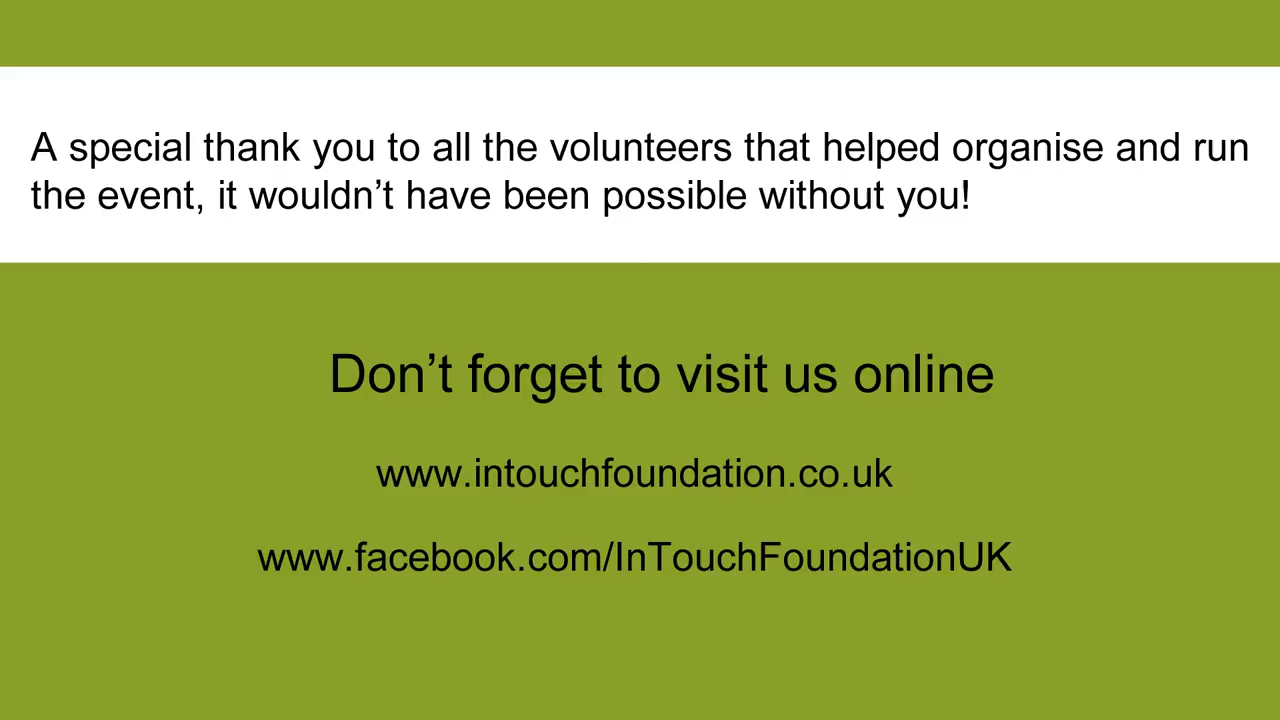 A special thank you to all the volunteers that helped organise and run
the event, it wouldn’t have been possible without you!
Don’t forget to visit us online
www.intouchfoundation.co.uk
www.facebook.com/InTouchFoundationUK